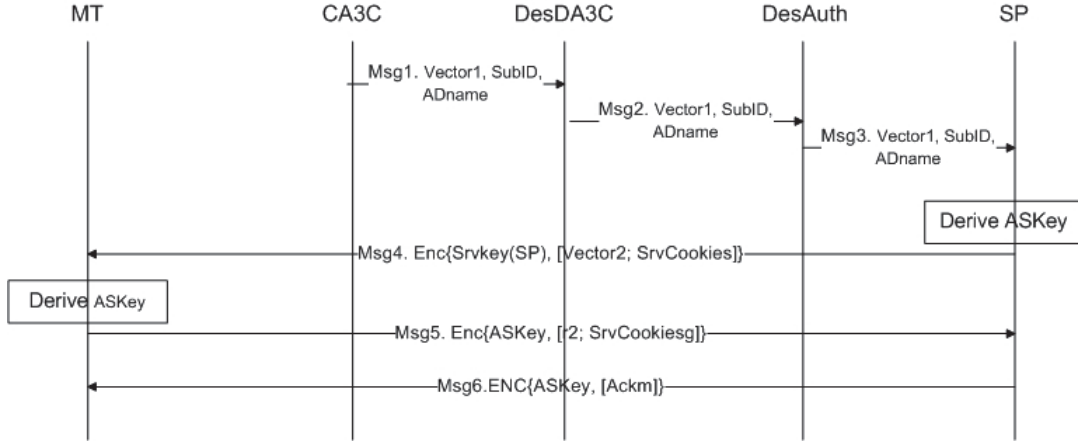 MT CA3C DesDA3C DesAuth SP
Msg1. Vector1, SubID,
ADname
Msg2. Vector1, SubID,
ADname
Msg3. Vector1, SubID,
ADname
Derive ASKey
Msg4. Enc{Srvkey(SP), [Vector2; SrvCookies]}
Derive ASKey
Msg5. Enc{ASKey, [r2; SrvCookiesg]}
Msg6.ENC{ASKey, [Ackm]}